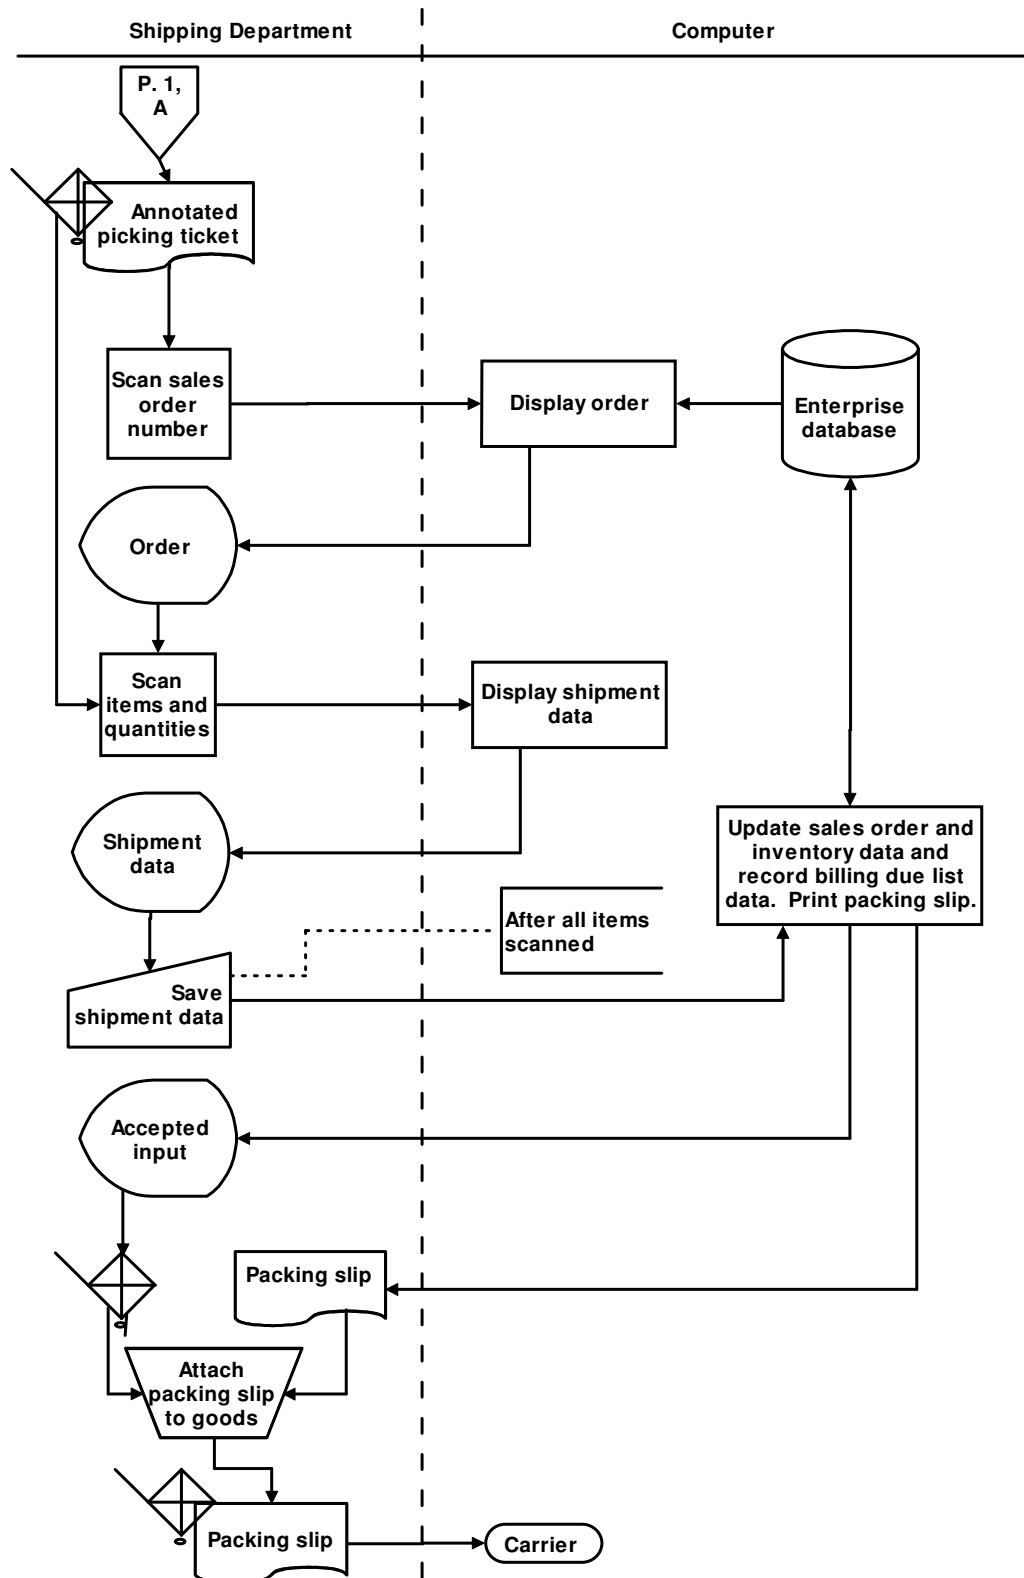 Shipping Department
Computer
P. 1,
A
Annotated
picking ticket
Scan sales
order
number
Display order
Enterprise
database
Order
Scan
items and
quantities
Display shipment
data
Shipment
data
Update sales order and
inventory data and
record billing due list
data. Print packing slip.
After all items
scanned
Save
shipment data
Accepted
input
Packing slip
Attach
packing slip
to goods
Packing slip
Carrier